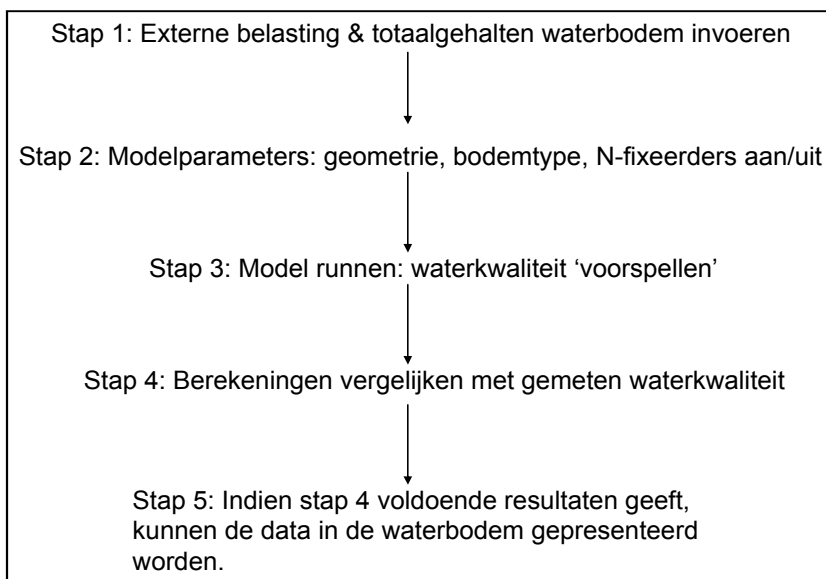 Stap 1: Externe belasting & totaalgehalten waterbodem invoeren
Stap 2: Modelparameters: geometrie, bodemtype, N-fixeerders aan/uit
Stap 3: Model runnen: waterkwaliteit ‘voorspellen’
Stap 4: Berekeningen vergelijken met gemeten waterkwaliteit
Stap 5: Indien stap 4 voldoende resultaten geeft,
kunnen de data in de waterbodem gepresenteerd
worden.